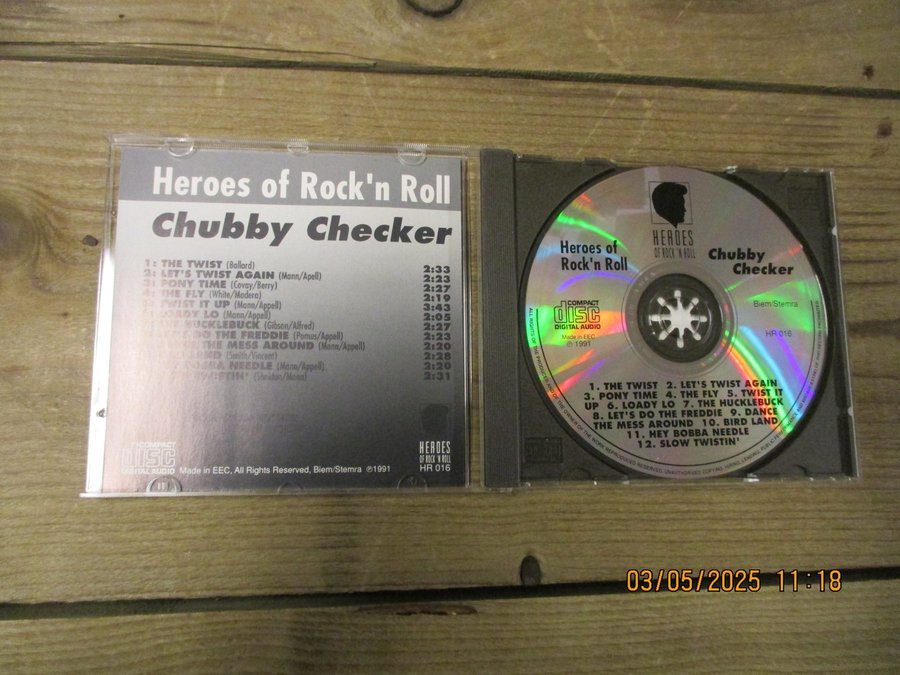 Heroes of Rock'n Roll
Chubby Checker
1: THE TWIST (Ballard) 2:33
2: LET'S TWIST AGAIN (Mann/Apell) 2:23
3: PONY TIME (Covay/Berry) 2:27
THE FLY (White/Madera) 2:19
TWIST IT UP (Mann/Appell) 3:43
LOADY LO (Mann/Appell) 2:05
HUCKLEBUCK (Gibson/Alfred) 2:27
DO THE FREDDIE (Pomus/Appell) 2:23
THE MESS AROUND (Mann/Appell) 2:20
(Smith/Vincent) 2:28
NEEDLE (Mann/Appell) 2:20
2:31
COMPACT
disc
DIGITAL AUDIO
Made in EEC, All Rights Reserved, Biem/Stemra ℗1991
HEROES
OF ROCK 'N ROLL
HR 016
HEROES
OF ROCK 'N ROLL
Heroes of
Rock'n Roll
Chubby
Checker
COMPACT
disc
DIGITAL AUDIO
Made in EEC
℗ 1991
Biem/Stemra
HR 016
1. THE TWIST 2. LET'S TWIST AGAIN
3. PONY TIME 4. THE FLY 5. TWIST IT
UP 6. LOADY LO 7. THE HUCKLEBUCK
8. LET'S DO THE FREDDIE 9. DANCE
THE MESS AROUND 10. BIRD LAND
11. HEY BOBBA NEEDLE
12. SLOW TWISTIN'
03/05/2025 11:18